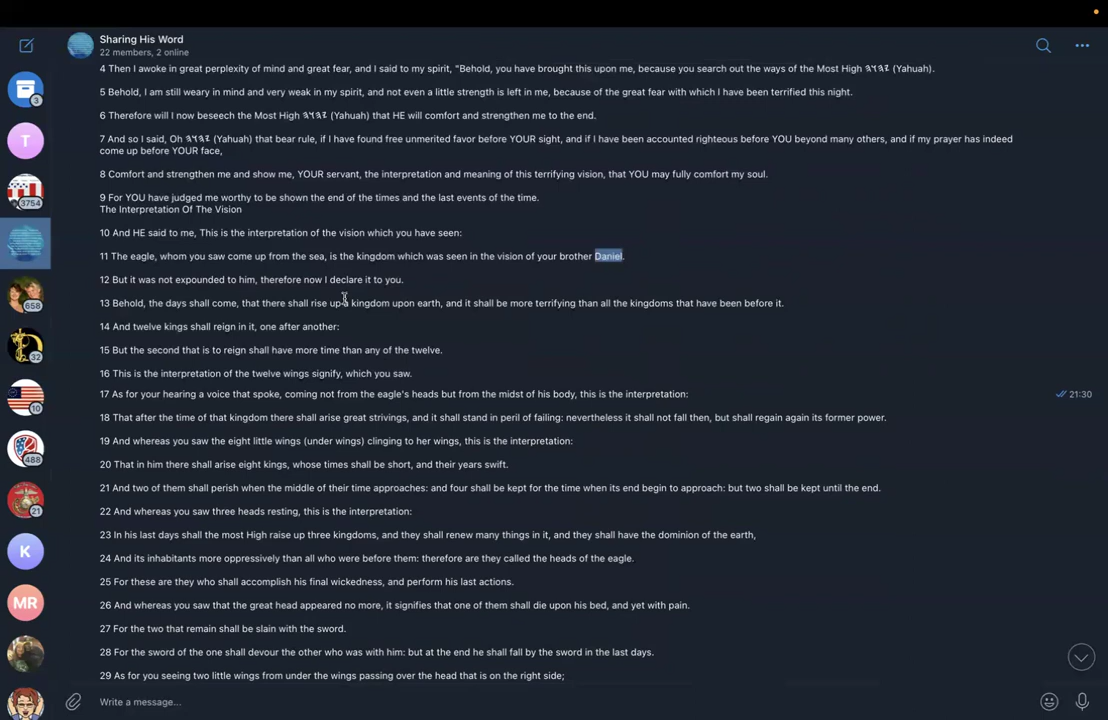 Sharing His Word
22 members, 2 online
4 Then I awoke in great perplexity of mind and great fear, and I said to my spirit, "Behold, you have brought this upon me, because you search out the ways of the Most High 𐤉𐤄𐤅𐤄 (Yahuah).
5 Behold, I am still weary in mind and very weak in my spirit, and not even a little strength is left in me, because of the great fear with which I have been terrified this night.
6 Therefore will I now beseech the Most High 𐤉𐤄𐤅𐤄 (Yahuah) that HE will comfort and strengthen me to the end.
7 And so I said, Oh 𐤉𐤄𐤅𐤄 (Yahuah) that bear rule, if I have found free unmerited favor before YOUR sight, and if I have been accounted righteous before YOU beyond many others, and if my prayer has indeed
come up before YOUR face,
8 Comfort and strengthen me and show me, YOUR servant, the interpretation and meaning of this terrifying vision, that YOU may fully comfort my soul.
9 For YOU have judged me worthy to be shown the end of the times and the last events of the time.
The Interpretation Of The Vision
10 And HE said to me, This is the interpretation of the vision which you have seen:
11 The eagle, whom you saw come up from the sea, is the kingdom which was seen in the vision of your brother Daniel.
12 But it was not expounded to him, therefore now I declare it to you.
13 Behold, the days shall come, that there shall rise up a kingdom upon earth, and it shall be more terrifying than all the kingdoms that have been before it.
14 And twelve kings shall reign in it, one after another:
15 But the second that is to reign shall have more time than any of the twelve.
16 This is the interpretation of the twelve wings signify, which you saw.
17 As for your hearing a voice that spoke, coming not from the eagle's heads but from the midst of his body, this is the interpretation:
21:30
18 That after the time of that kingdom there shall arise great strivings, and it shall stand in peril of failing: nevertheless it shall not fall then, but shall regain again its former power.
19 And whereas you saw the eight little wings (under wings) clinging to her wings, this is the interpretation:
20 That in him there shall arise eight kings, whose times shall be short, and their years swift.
21 And two of them shall perish when the middle of their time approaches: and four shall be kept for the time when its end begin to approach: but two shall be kept until the end.
22 And whereas you saw three heads resting, this is the interpretation:
23 In his last days shall the most High raise up three kingdoms, and they shall renew many things in it, and they shall have the dominion of the earth,
24 And its inhabitants more oppressively than all who were before them: therefore are they called the heads of the eagle.
25 For these are they who shall accomplish his final wickedness, and perform his last actions.
26 And whereas you saw that the great head appeared no more, it signifies that one of them shall die upon his bed, and yet with pain.
27 For the two that remain shall be slain with the sword.
28 For the sword of the one shall devour the other who was with him: but at the end he shall fall by the sword in the last days.
29 As for you seeing two little wings from under the wings passing over the head that is on the right side;
Write a message...
3
T
3754
658
32
10
488
21
K
MR